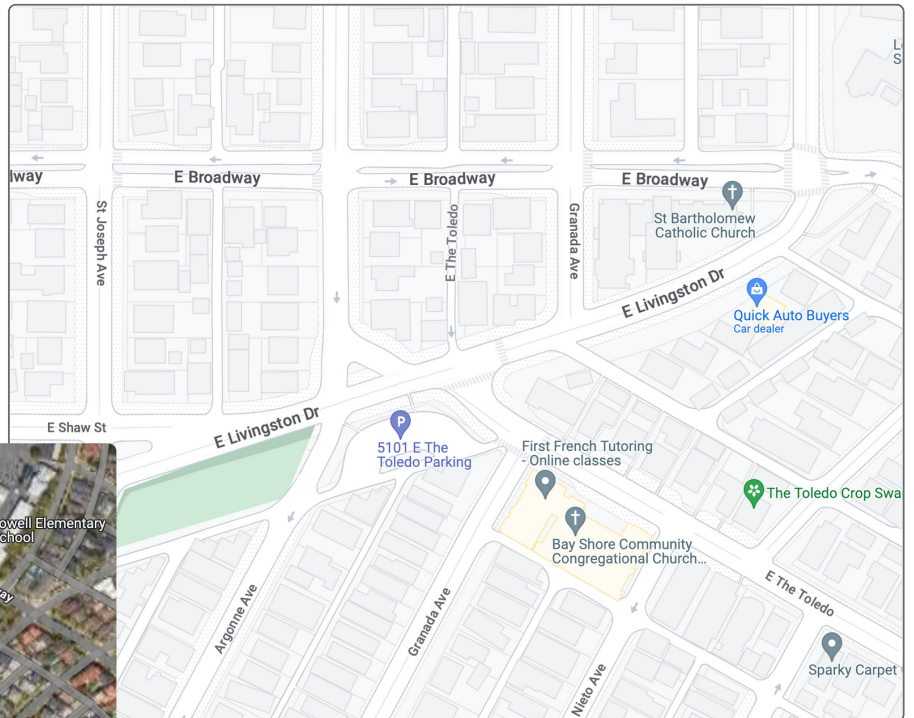 E Broadway
E Broadway
E Broadway
St Joseph Ave
E The Toledo
Granada Ave
St Bartholomew
Catholic Church
E Livingston Dr
Quick Auto Buyers
Car dealer
E Shaw St
E Livingston Dr
P
5101 E The
Toledo Parking
First French Tutoring
- Online classes
The Toledo Crop Swa
owell Elementary
chool
Bay Shore Community
Congregational Church...
E The Toledo
Argonne Ave
Granada Ave
Nieto Ave
Sparky Carpet